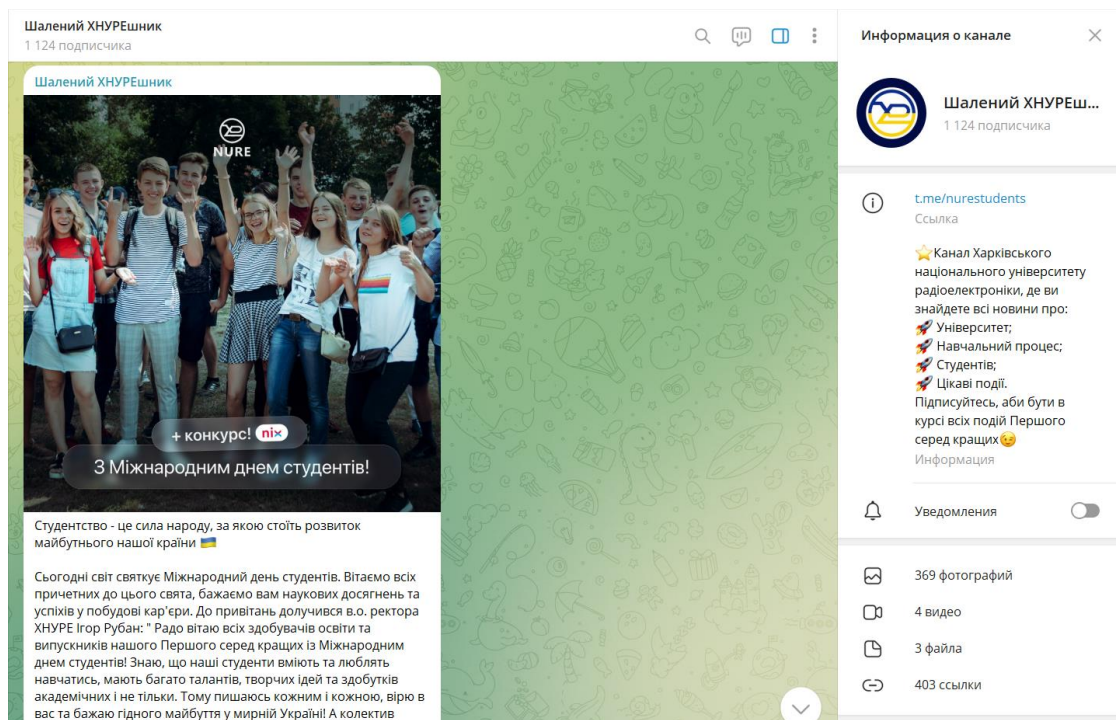 Шалений ХНУРЕшник
1 124 подписчика
Шалений ХНУРЕшник
NURE
+ конкурс! nix
З Міжнародним днем студентів!
Студентство - це сила народу, за якою стоїть розвиток
майбутнього нашої країни 🇺🇦
Сьогодні світ святкує Міжнародний день студентів. Вітаємо всіх
причетних до цього свята, бажаємо вам наукових досягнень та
успіхів у побудові кар'єри. До привітань долучився в.о. ректора
ХНУРЕ Ігор Рубан: " Радо вітаю всіх здобувачів освіти та
випускників нашого Першого серед кращих із Міжнародним
днем студентів! Знаю, що наші студенти вміють та люблять
навчатись, мають багато талантів, творчих ідей та здобутків
академічних і не тільки. Тому пишаюсь кожним і кожною, вірю в
вас та бажаю гідного майбуття у мирній Україні! А колектив
Информация о канале
Шалений ХНУРЕш...
1 124 подписчика
t.me/nurestudents
Ссылка
⭐Канал Харківського
національного університету
радіоелектроніки, де ви
знайдете всі новини про:
🚀 Університет;
🚀 Навчальний процес;
🚀 Студентів;
🚀 Цікаві події.
Підписуйтесь, аби бути в
курсі всіх подій Першого
серед кращих😉
Информация
Уведомления
369 фотографий
4 видео
3 файла
403 ссылки